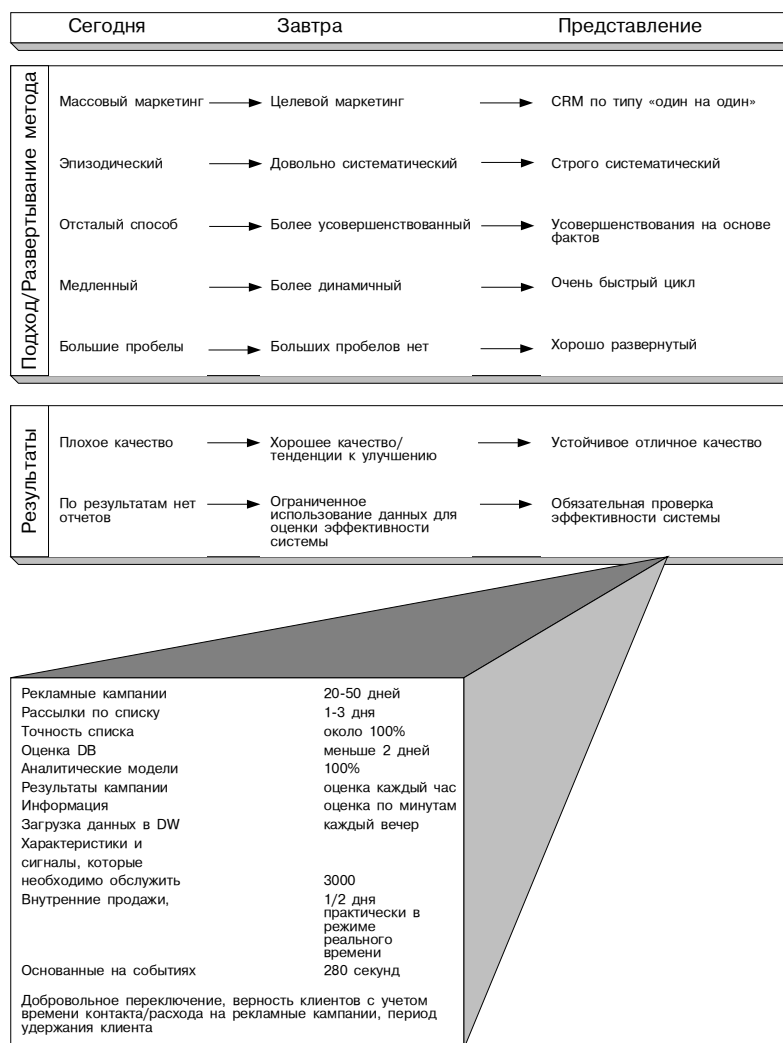 Сегодня Завтра Представление
Подход/Развертывание метода
Массовый маркетинг Целевой маркетинг CRM по типу «один на один»
Эпизодический Довольно систематический Строго систематический
Отсталый способ Более усовершенствованный Усовершенствования на основе
фактов
Медленный Более динамичный Очень быстрый цикл
Большие пробелы Больших пробелов нет Хорошо развернутый
Результаты
Плохое качество Хорошее качество/ Устойчивое отличное качество
тенденции к улучшению
По результатам нет Ограниченное Обязательная проверка
отчетов использование данных для эффективности системы
оценки эффективности
системы
Рекламные кампании 20-50 дней
Рассылки по списку 1-3 дня
Точность списка около 100%
Оценка DB меньше 2 дней
Аналитические модели 100%
Результаты кампании оценка каждый час
Информация оценка по минутам
Загрузка данных в DW каждый вечер
Характеристики и
сигналы, которые
необходимо обслужить 3000
Внутренние продажи, 1/2 дня
практически в
режиме
реального
времени
Основанные на событиях 280 секунд
Добровольное переключение, верность клиентов с учетом
времени контакта/расхода на рекламные кампании, период
удержания клиента